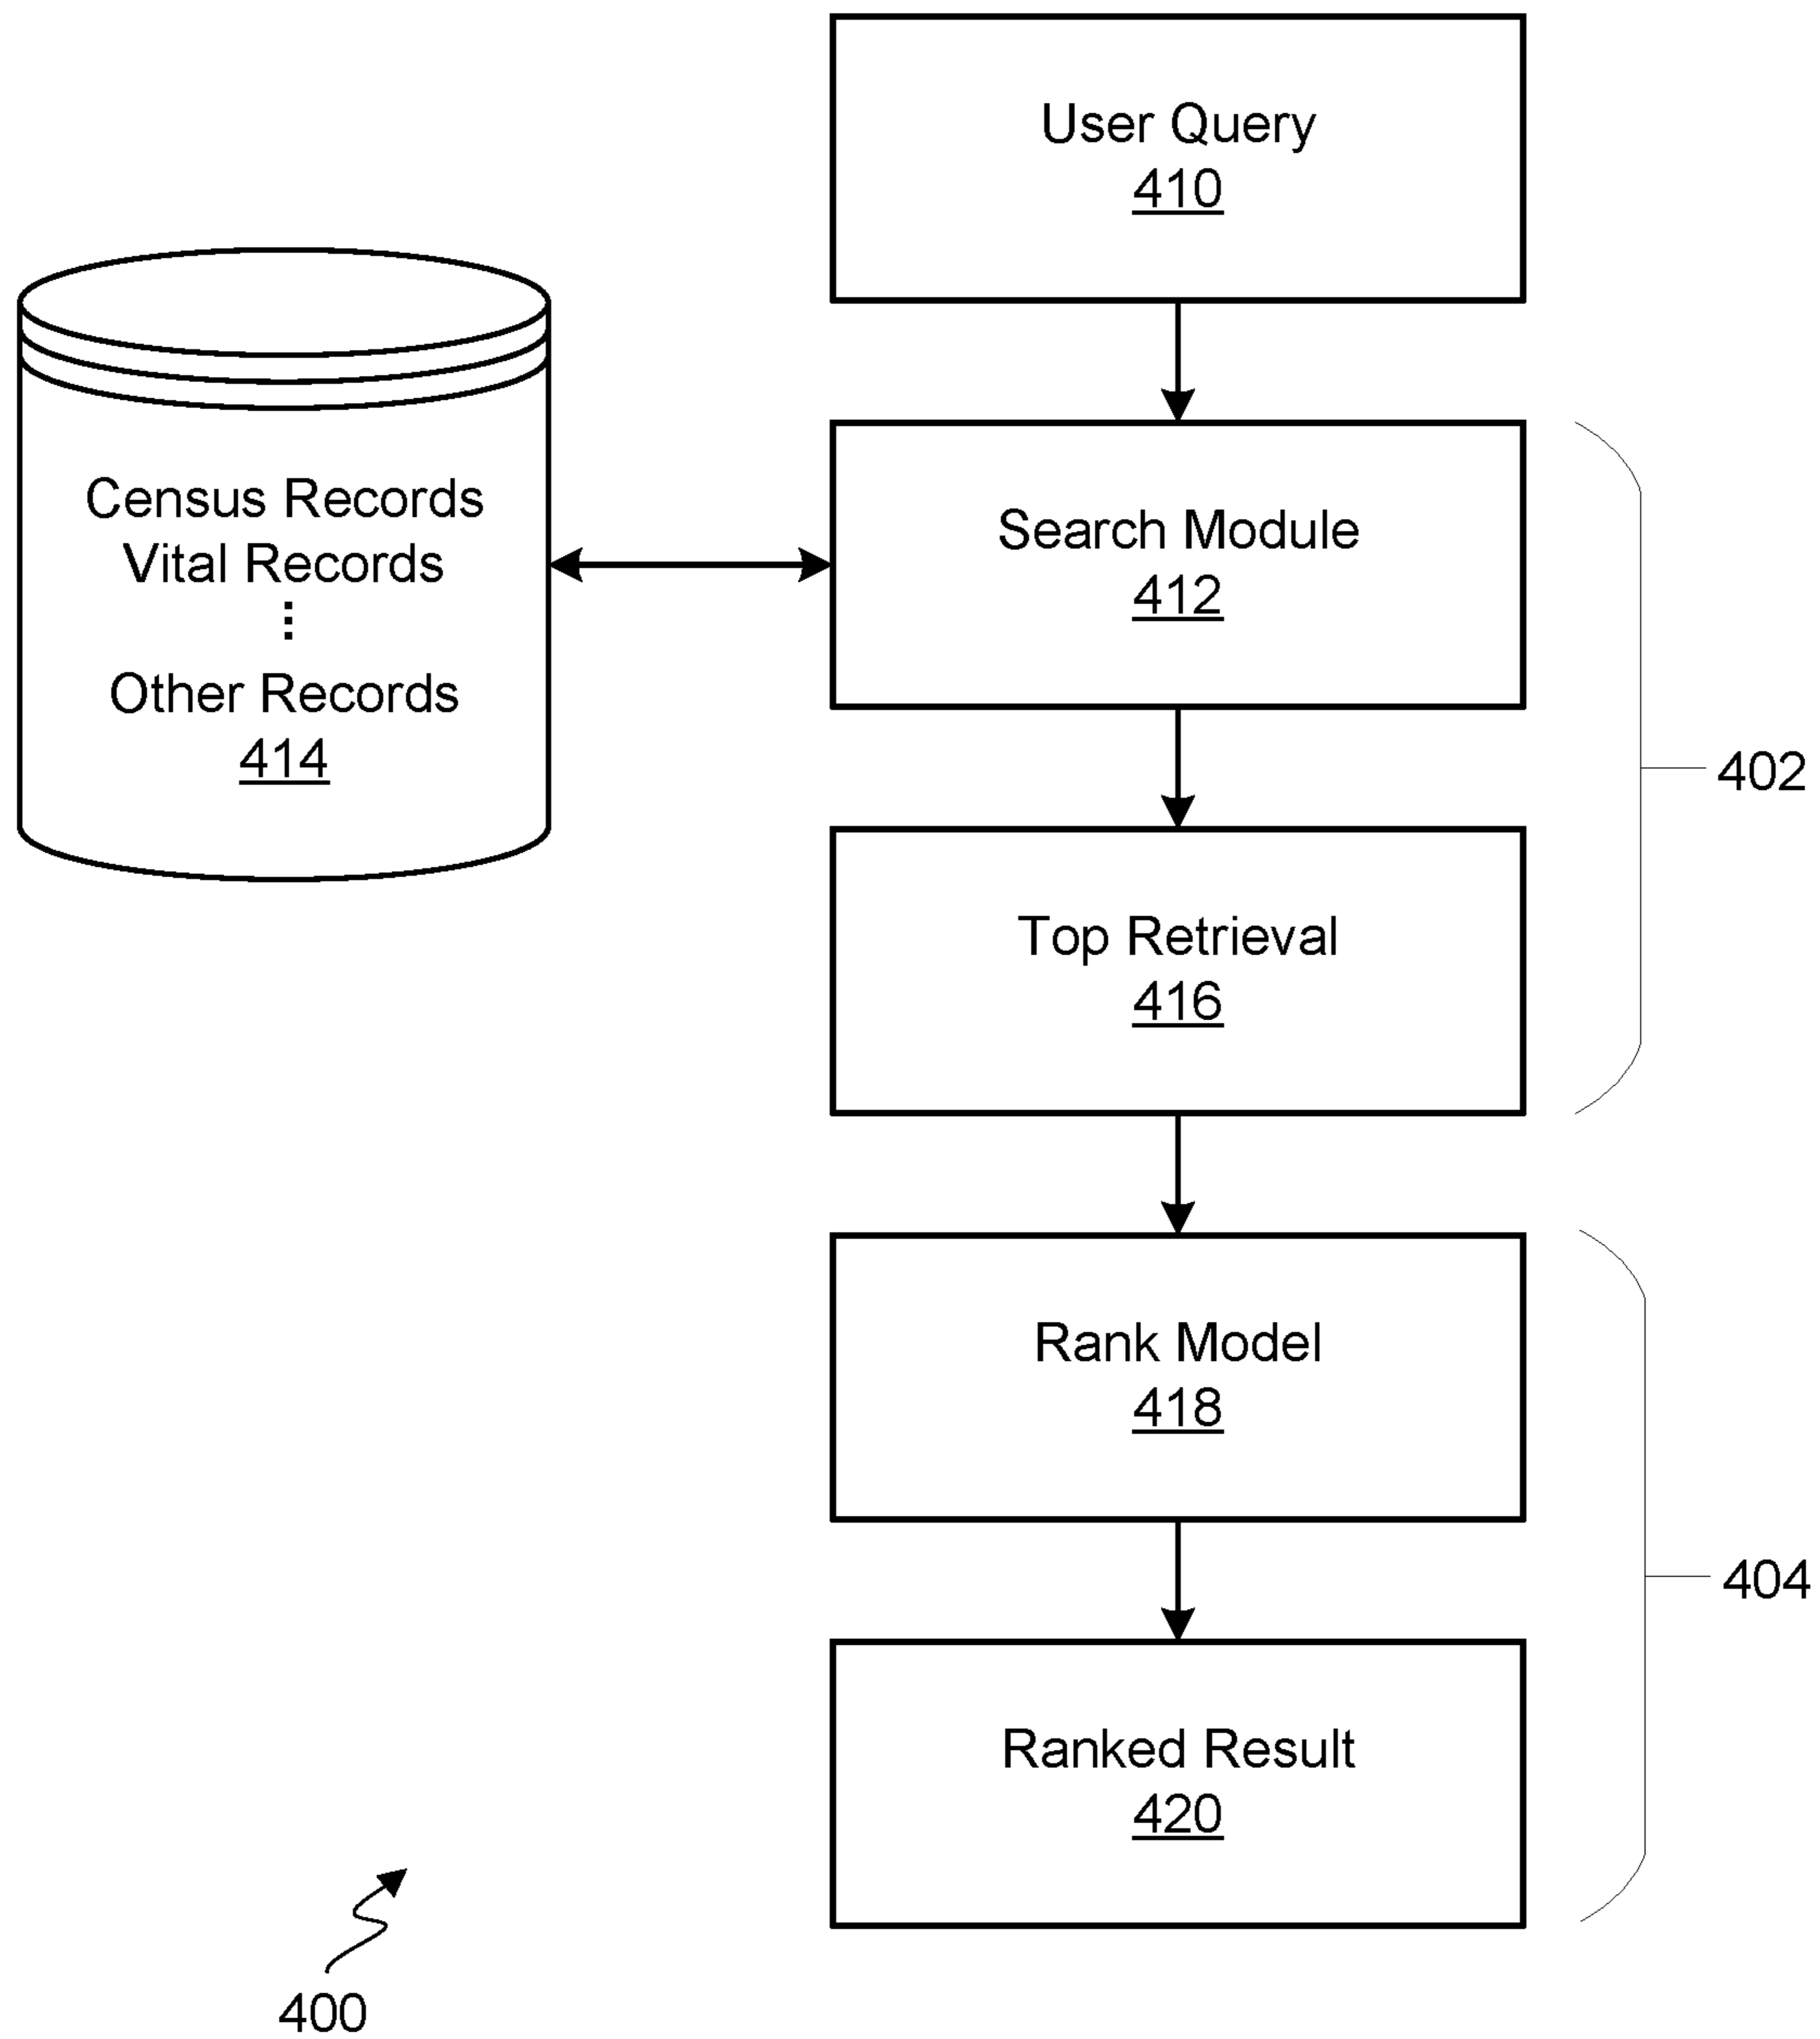 User Query
410
Census Records
Vital Records
⋮
Other Records
414
Search Module
412
402
Top Retrieval
416
Rank Model
418
404
Ranked Result
420
400